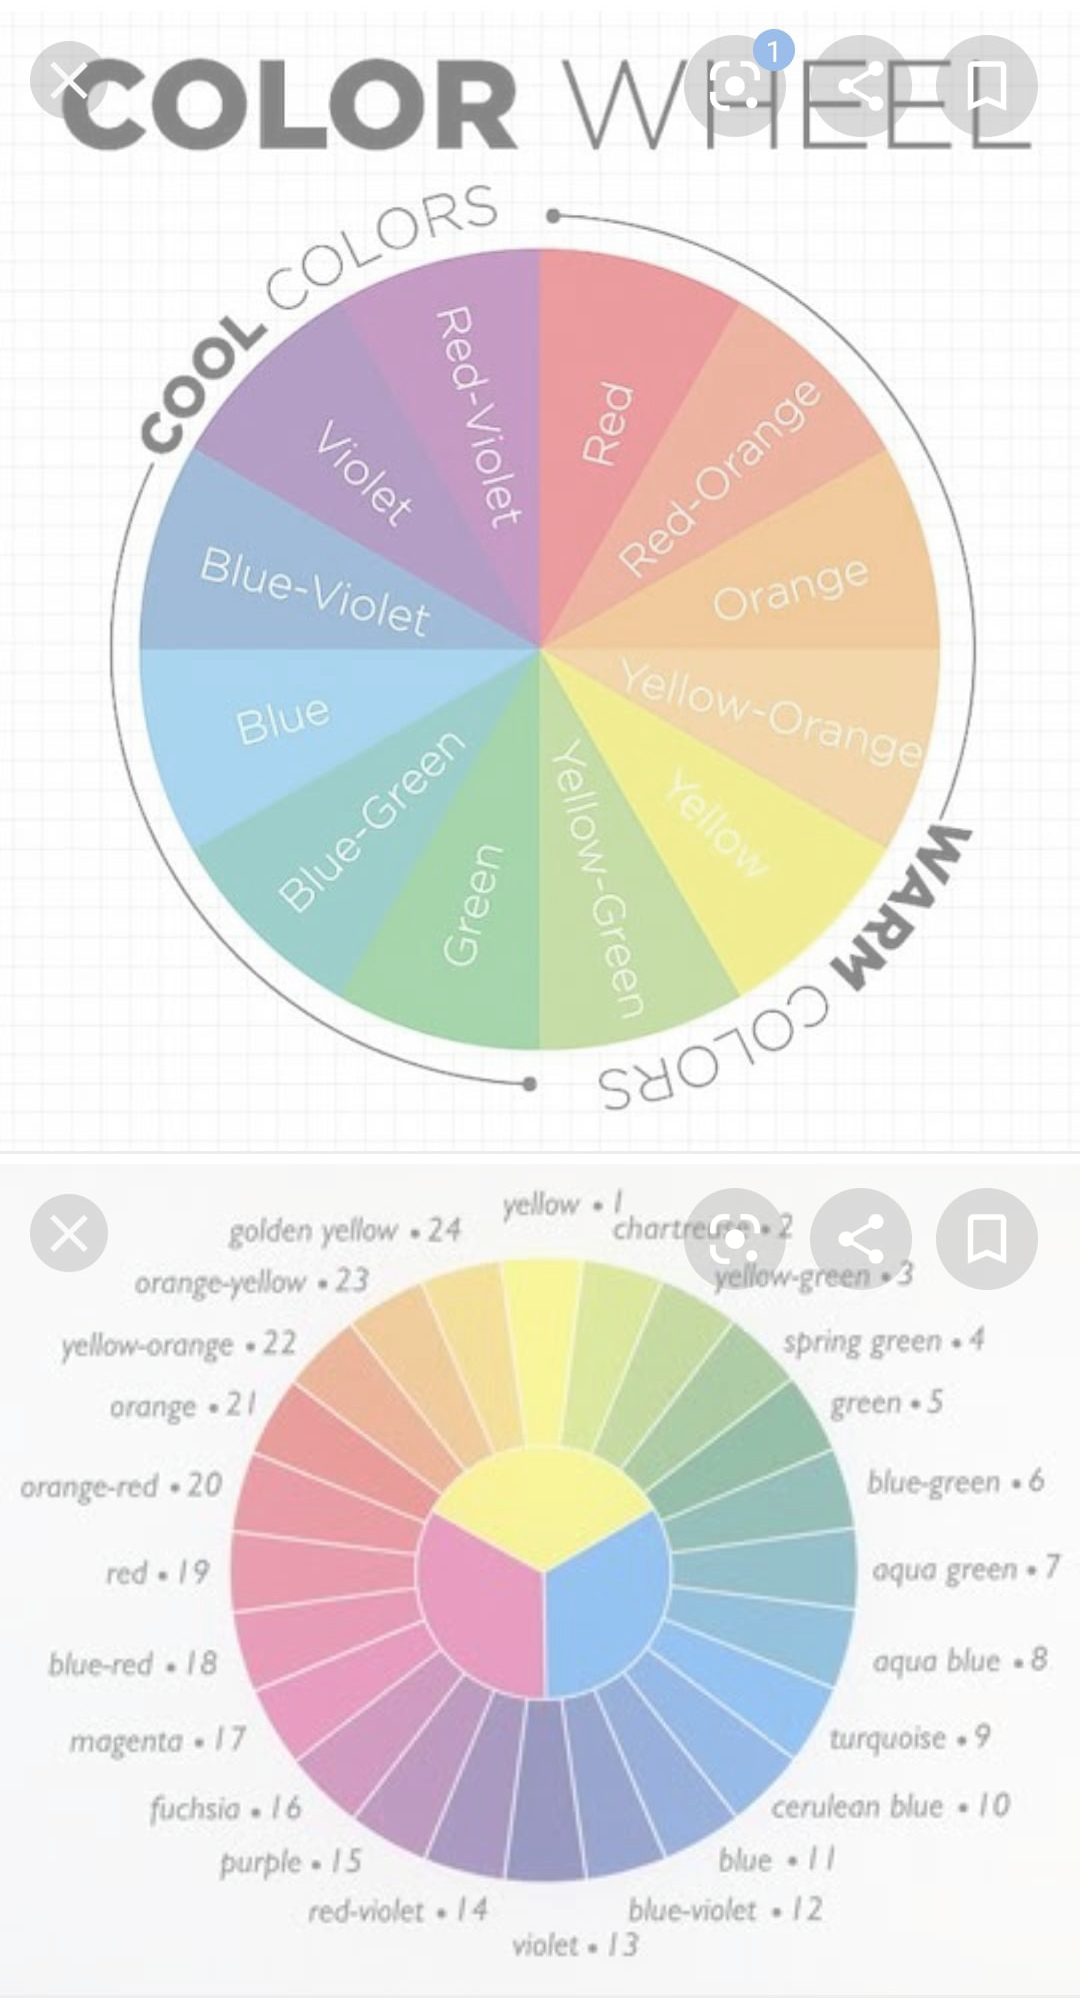 COLOR WHEEL
1
COOL COLORS
Red-Violet
Red
Violet
Red-Orange
Blue-Violet
Orange
Blue
Yellow-Orange
Blue-Green
Yellow
Green
Yellow-Green
WARM COLORS
yellow • 1
golden yellow • 24
chartreuse • 2
orange-yellow • 23
yellow-green • 3
yellow-orange • 22
spring green • 4
orange • 21
green • 5
orange-red • 20
blue-green • 6
red • 19
aqua green • 7
blue-red • 18
aqua blue • 8
magenta • 17
turquoise • 9
fuchsia • 16
cerulean blue • 10
purple • 15
blue • 11
red-violet • 14
blue-violet • 12
violet • 13